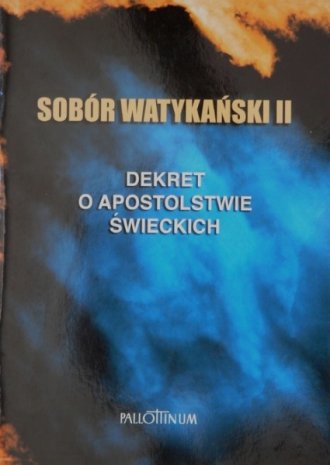 SOBÓR WATYKAŃSKI II
DEKRET
O APOSTOLSTWIE
ŚWIECKICH
PALLOTTINUM